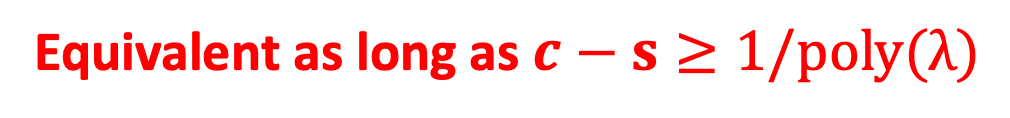 Equivalent as long as c − s ≥ 1/poly(λ)